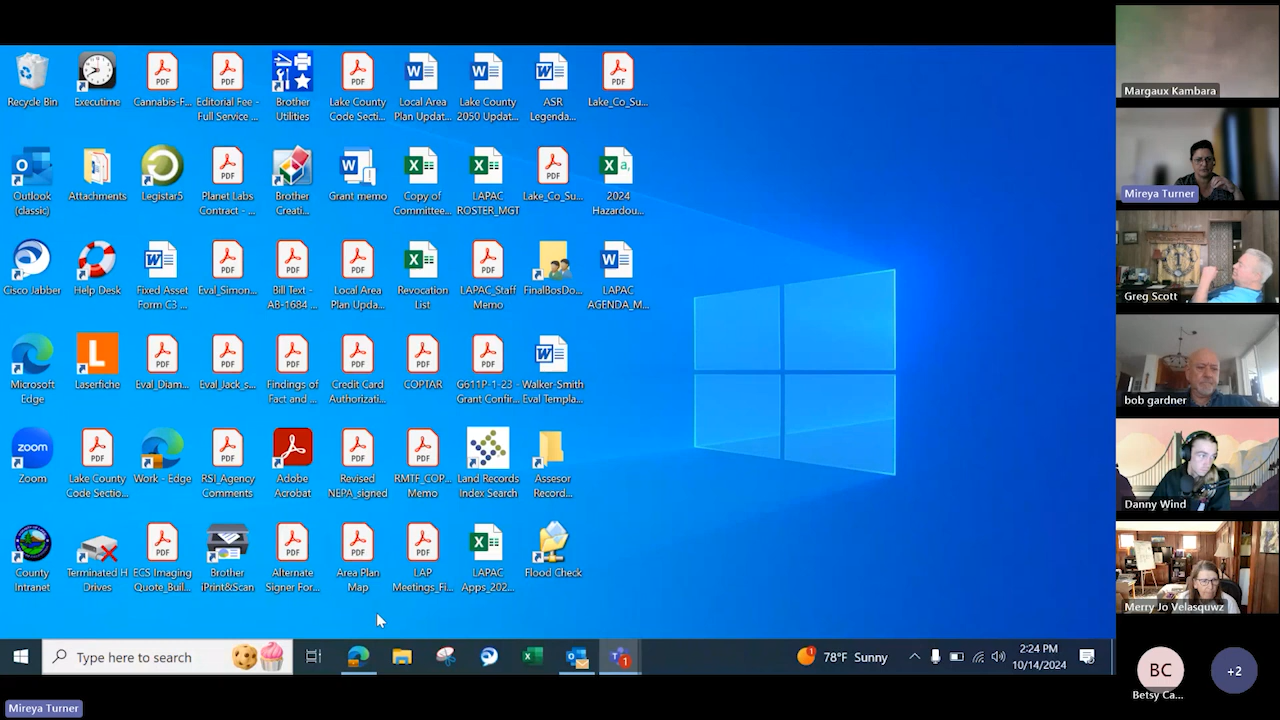 Recycle Bin
Executime
Cannabis-F...
Editorial Fee -
Full Service ...
Brother
Utilities
Lake County
Code Secti...
Local Area
Plan Updat...
Lake County
2050 Updat...
ASR
Legenda...
Lake_Co_Su...
Outlook
(classic)
Attachments
Legistar5
Planet Labs
Contract - ...
Brother
Creati...
Grant memo
Copy of
Committee...
LAPAC
ROSTER_MGT
Lake_Co_Su...
2024
Hazardou...
Cisco Jabber
Help Desk
Fixed Asset
Form C3 ...
Eval_Simon...
Bill Text -
AB-1684 ...
Local Area
Plan Upda...
Revocation
List
LAPAC_Staff
Memo
FinalBosDo...
LAPAC
AGENDA_M...
Microsoft
Edge
Laserfiche
Eval_Diam...
Eval_Jack_s...
Findings of
Fact and ...
Credit Card
Authorizati...
COPTAR
G611P-1-23 -
Grant Confir...
Walker-Smith
Eval Templa...
zoom
Zoom
Lake County
Code Sectio...
Work - Edge
RSI_Agency
Comments
Adobe
Acrobat
Revised
NEPA_signed
RMTF_COP...
Memo
Land Records
Index Search
Assesor
Record...
County
Intranet
Terminated H
Drives
ECS Imaging
Quote_Buil...
Brother
iPrint&Scan
Alternate
Signer For...
Area Plan
Map
LAP
Meetings_Fi...
LAPAC
Apps_202...
Flood Check
Type here to search
78°F Sunny
2:24 PM
10/14/2024
Mireya Turner
Margaux Kambara
Mireya Turner
Greg Scott
bob gardner
Danny Wind
Merry Jo Velasquwz
BC
Betsy Ca...
+2